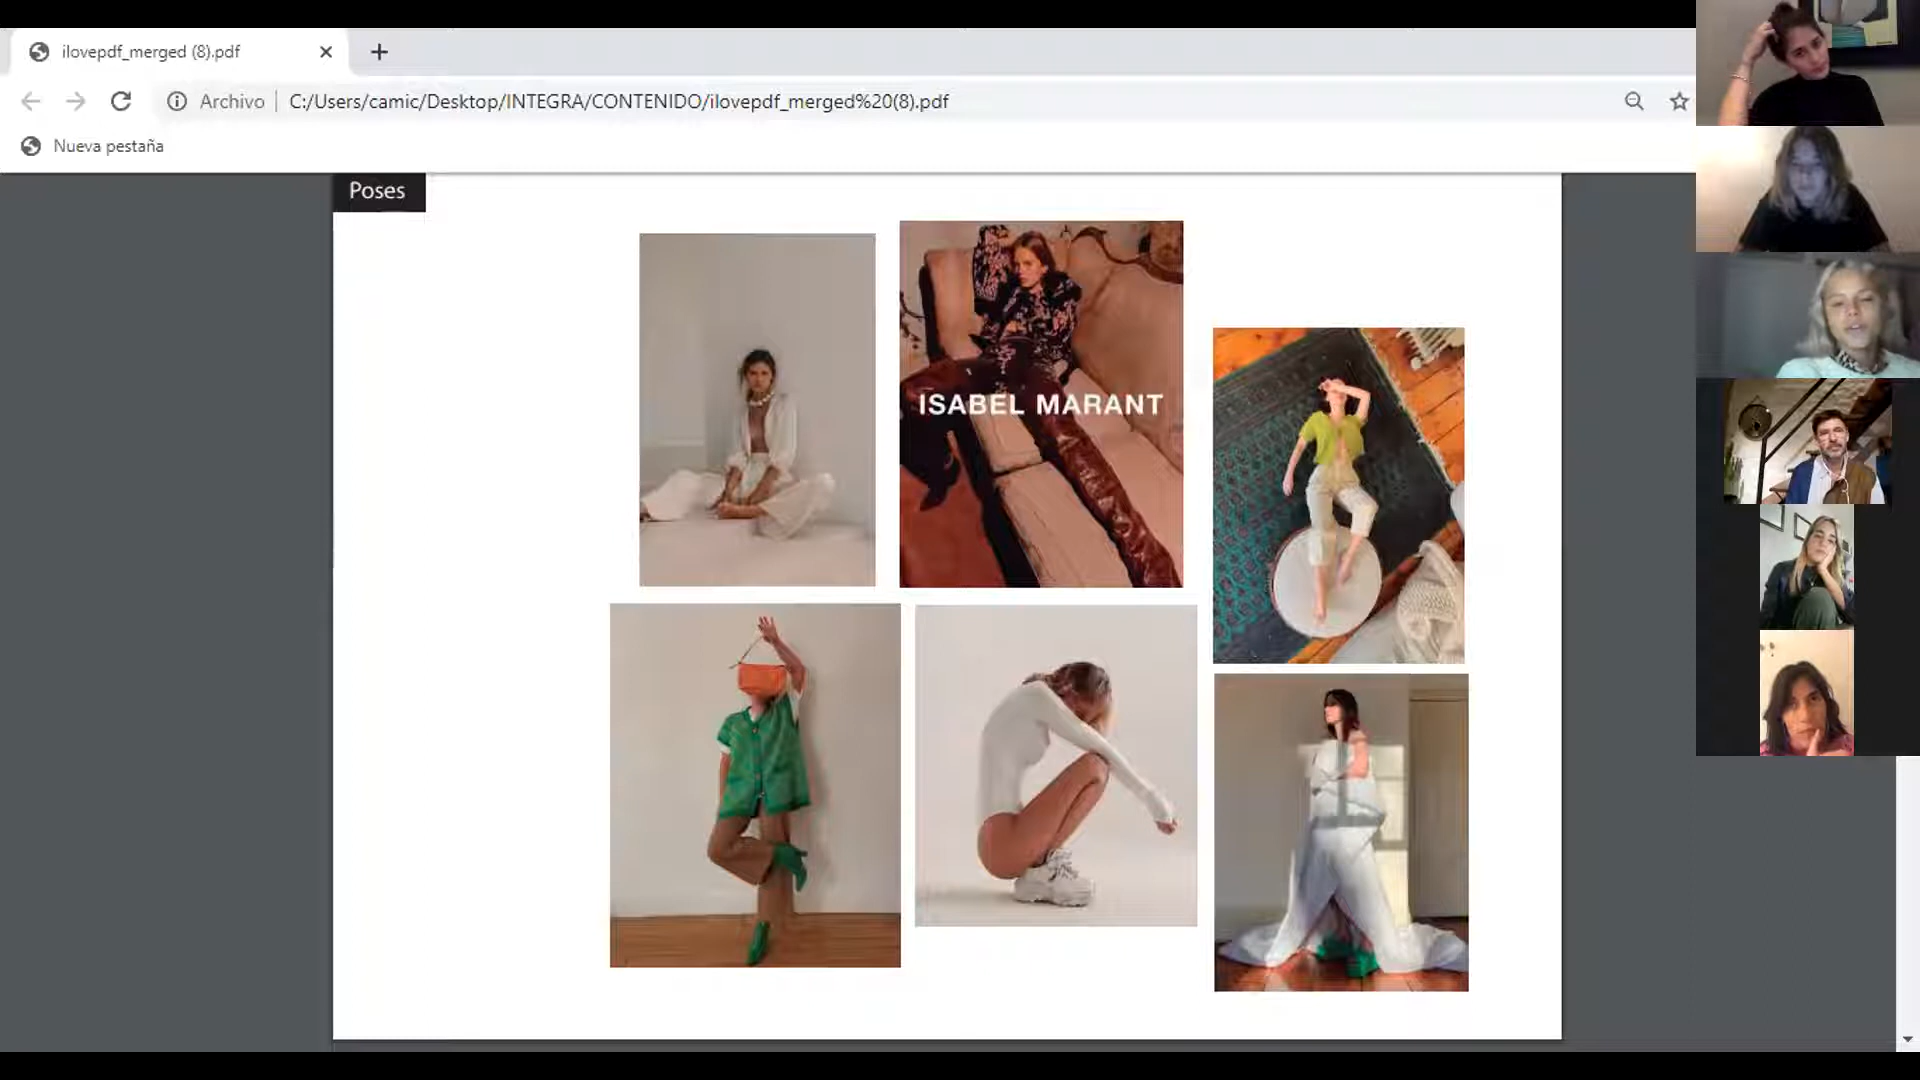 ilovepdf_merged (8).pdf
Archivo
C:/Users/camic/Desktop/INTEGRA/CONTENIDO/ilovepdf_merged%20(8).pdf
Nueva pestaña
Poses
ISABEL MARANT